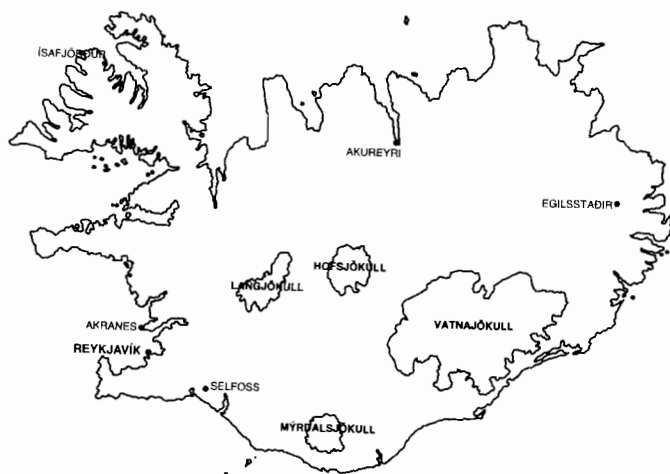 ÍSAFJÖRÐUR
AKUREYRI
EGILSSTAÐIR
HOFSJÖKULL
LANGJÖKULL
VATNAJÖKULL
AKRANES
REYKJAVÍK
SELFOSS
MÝRDALSJÖKULL